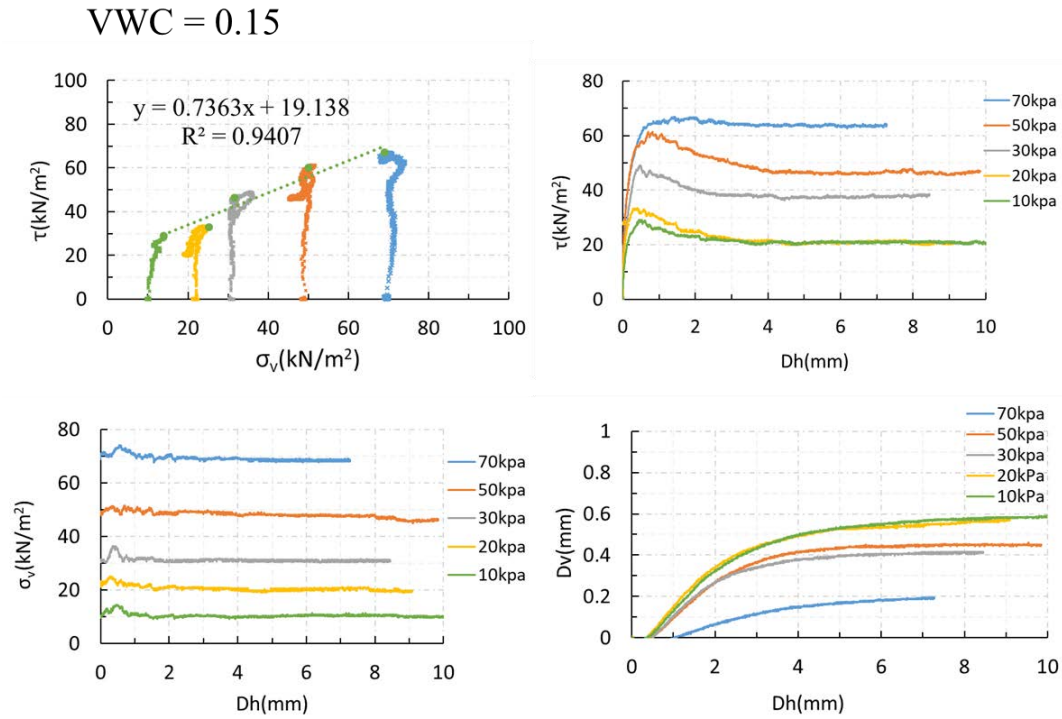 VWC = 0.15
100
80
60
40
20
0
τ(kN/m²)
y = 0.7363x + 19.138
R² = 0.9407
0 20 40 60 80 100
σv(kN/m²)
80
60
40
20
0
τ(kN/m²)
70kpa
50kpa
30kpa
20kpa
10kpa
0 2 4 6 8 10
Dh(mm)
80
60
40
20
0
σv(kN/m²)
70kpa
50kpa
30kpa
20kpa
10kpa
0 2 4 6 8 10
Dh(mm)
1
0.8
0.6
0.4
0.2
0
Dv(mm)
70kpa
50kpa
30kpa
20kPa
10kPa
0 2 4 6 8 10
Dh(mm)